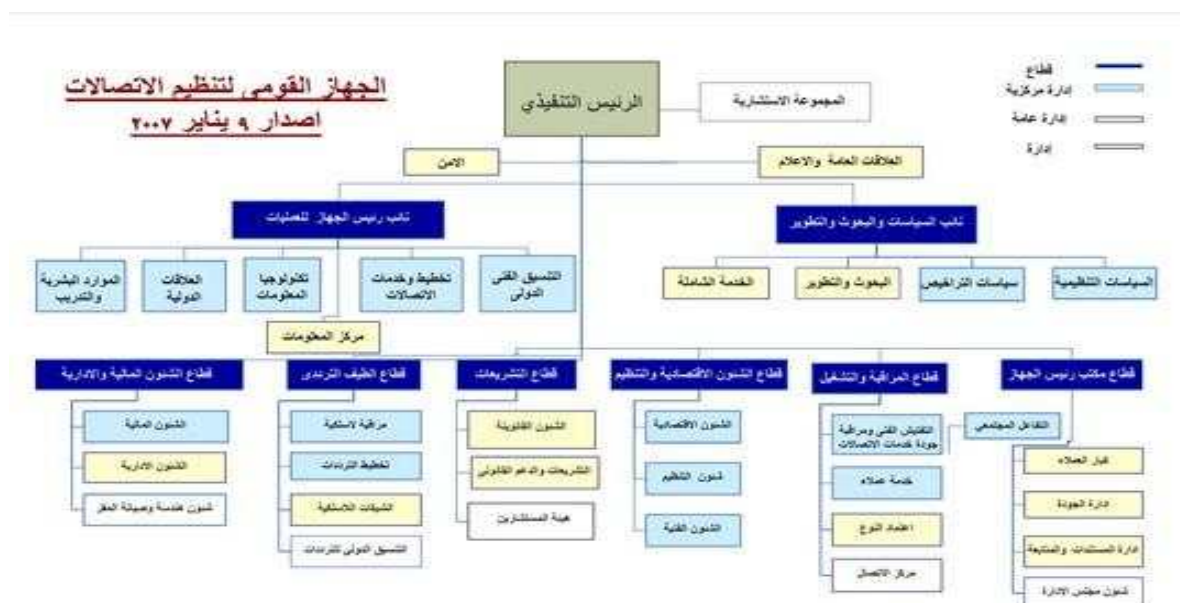 الجهاز القومى لتنظيم الاتصالات
اصدار ٩ يناير ٢٠٠٧
قطاع
إدارة مركزية
إدارة عامة
إدارة
الرئيس التنفيذي
المجموعة الاستشارية
العلاقات العامة والاعلام
الامن
نائب السياسات والبحوث والتطوير
نائب رئيس الجهاز للعمليات
السياسات التنظيمية
سياسات التراخيص
البحوث والتطوير
الخدمة الشاملة
التنسيق الفنى
الدولى
تخطيط وخدمات
الاتصالات
تكنولوجيا
المعلومات
العلاقات
الدولية
الموارد البشرية
والتدريب
مركز المعلومات
قطاع مكتب رئيس الجهاز
قطاع المراقبة والتشغيل
قطاع الشئون الاقتصادية والتنظيم
قطاع التشريعات
قطاع الطيف الترددى
قطاع الشئون المالية والادارية
التفاعل المجتمعي
كبار العملاء
ادارة الجودة
ادارة المستندات والمتابعة
شئون مجلس الادارة
التفتيش الفنى ومراقبة
جودة خدمات الاتصالات
خدمة عملاء
اعتماد النوع
مركز الاتصال
الشئون الاقتصادية
شئون التنظيم
الشئون الفنية
الشئون القانونية
التشريعات والدعم القانونى
هيئة المستشارين
مراقبة لاسلكية
تخطيط الترددات
الشبكات اللاسلكية
التنسيق الدولى للترددات
الشئون المالية
الشئون الادارية
شئون هندسة وصيانة المقر